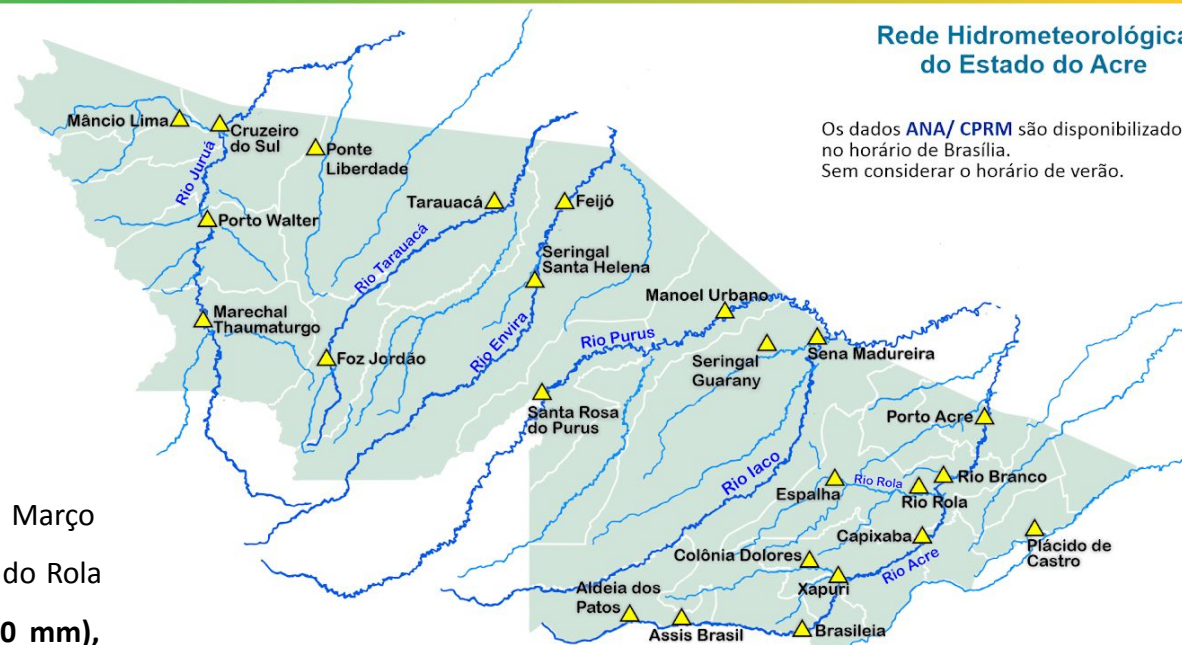 Rede Hidrometeorológica
do Estado do Acre
Os dados ANA/ CPRM são disponibilizado
no horário de Brasília.
Sem considerar o horário de verão.
Mâncio Lima
Cruzeiro
do Sul
Ponte
Liberdade
Rio Juruá
Porto Walter
Tarauacá
Feijó
Rio Tarauacá
Seringal
Santa Helena
Marechal
Thaumaturgo
Foz Jordão
Rio Envira
Manoel Urbano
Rio Purus
Seringal
Guarany
Sena Madureira
Santa Rosa
do Purus
Porto Acre
Rio Iaco
Espalha
Rio Rola
Rio Rola
Rio Branco
Capixaba
Plácido de
Castro
Colônia Dolores
Rio Acre
Xapuri
Aldeia dos
Patos
Assis Brasil
Brasileia
Março
do Rola
0 mm),